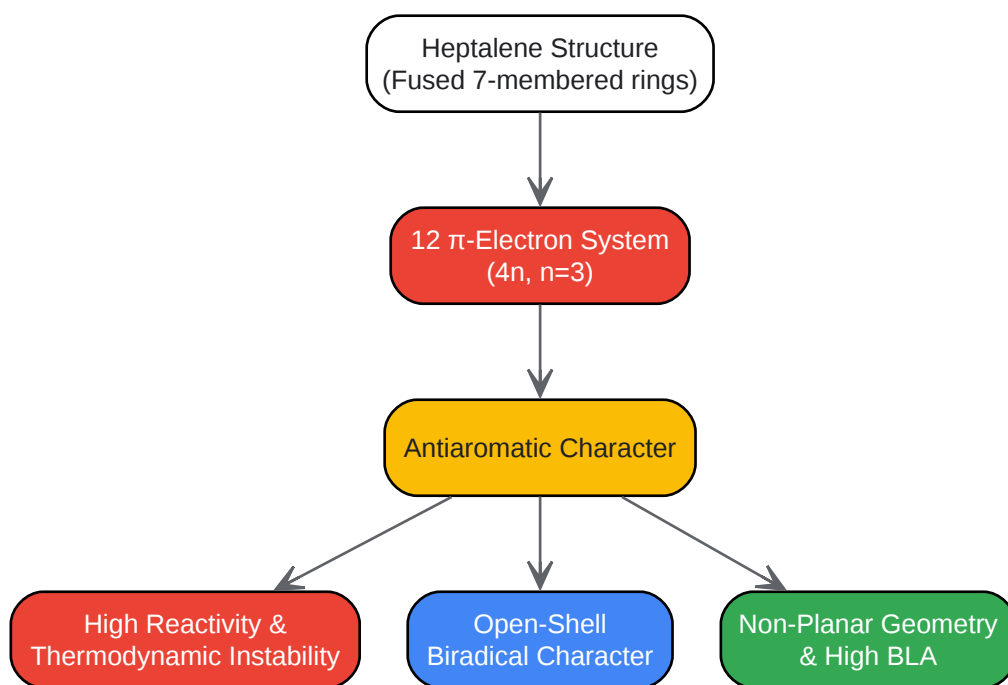 Heptalene Structure
(Fused 7-membered rings)
12 π-Electron System
(4n, n=3)
Antiaromatic Character
High Reactivity &
Thermodynamic Instability
Open-Shell
Biradical Character
Non-Planar Geometry
& High BLA